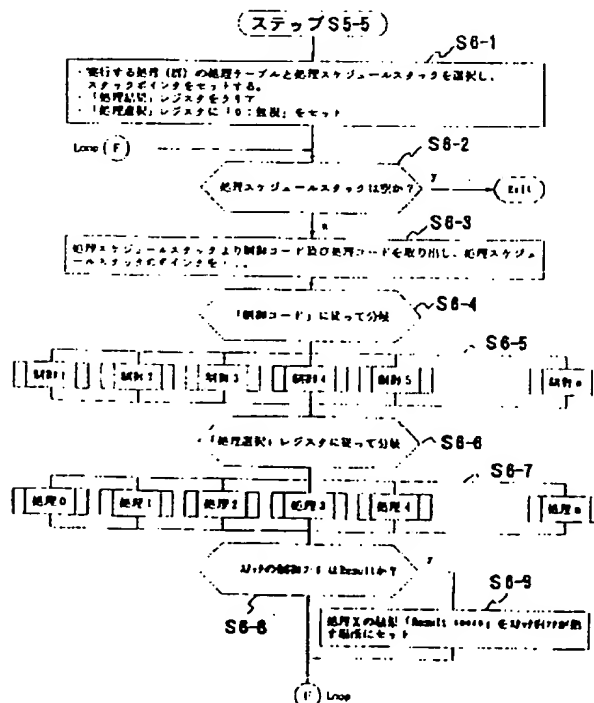 ステップ S5-5
S6-1
・実行する処理(群)の処理テーブルと処理スケジュールスタックを選択し、
スタックポインタをセットする。
・「処理結果」レジスタをクリア
・「処理選択」レジスタに「0:無視」をセット
Loop F
S6-2
処理スケジュールスタックは空か?
y
Exit
n
S6-3
処理スケジュールスタックより制御コード及び処理コードを取り出し、処理スケジュ
ールスタックのポインタを
S6-4
「制御コード」に従って分岐
S6-5
制御1 制御2 制御3 制御4 制御5 制御n
S6-6
「処理選択」レジスタに従って分岐
S6-7
処理0 処理1 処理2 処理3 処理4 処理n
スタックの制御コードはResultか?
y
S6-8
S6-9
処理Xの結果「Result をスタックポインタが指
す場所にセット
F Loop